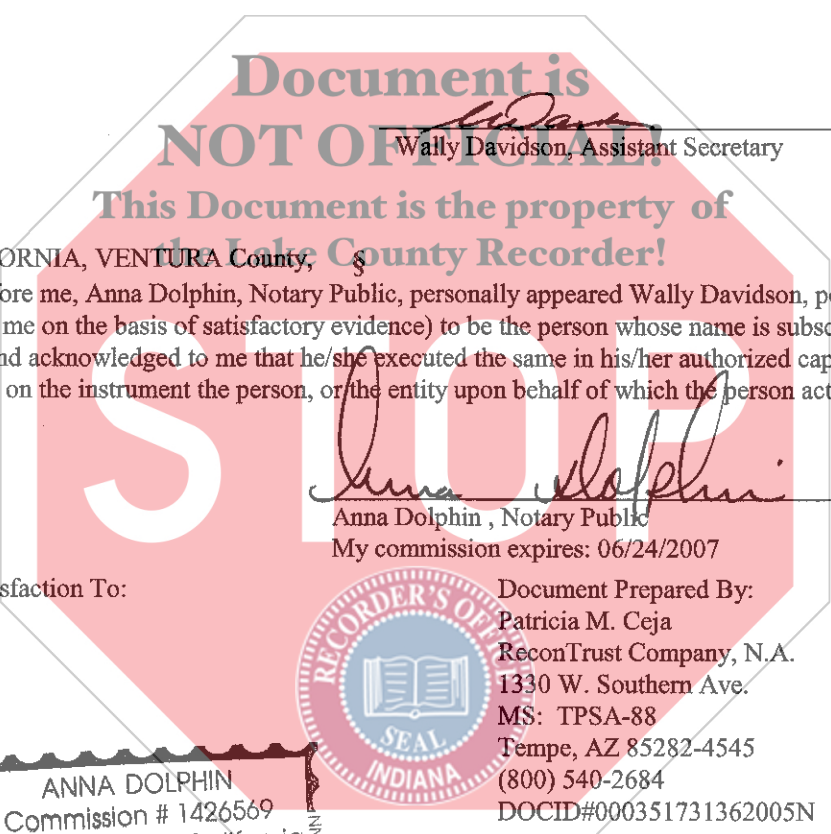 Document is
NOT OFFICIAL!
Wally Davidson, Assistant Secretary
This Document is the property of
the Lake County Recorder!
ORNIA, VENTURA County, §
ore me, Anna Dolphin, Notary Public, personally appeared Wally Davidson, pe
me on the basis of satisfactory evidence) to be the person whose name is subsc
nd acknowledged to me that he/she executed the same in his/her authorized cap
on the instrument the person, or the entity upon behalf of which the person act
STOP
Anna Dolphin
Anna Dolphin , Notary Public
My commission expires: 06/24/2007
sfaction To:
Document Prepared By:
Patricia M. Ceja
ReconTrust Company, N.A.
1330 W. Southern Ave.
MS: TPSA-88
Tempe, AZ 85282-4545
(800) 540-2684
DOCID#000351731362005N
RECORDER'S OFFICE
SEAL
INDIANA
ANNA DOLPHIN
Commission # 1426569